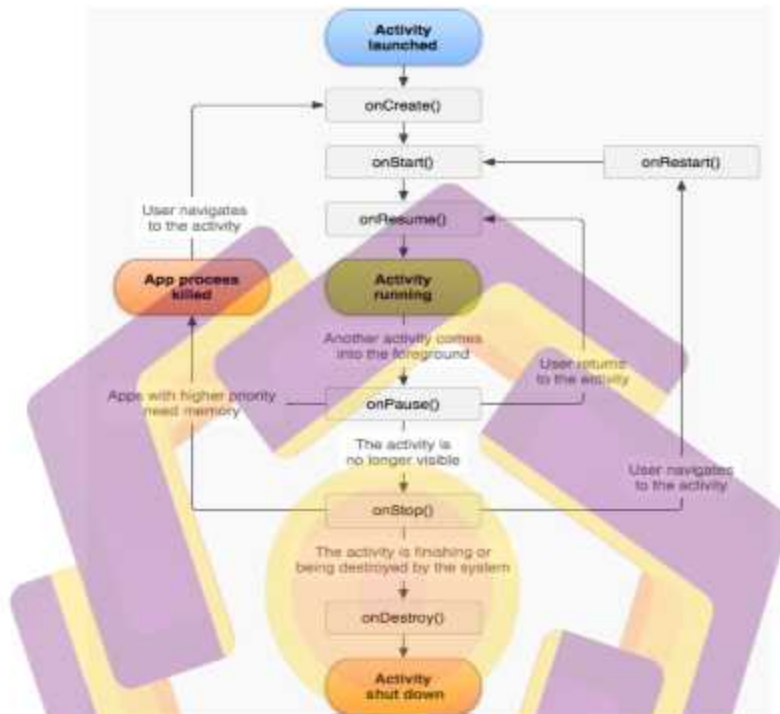 Activity
launched
onCreate()
onStart()
onRestart()
User navigates
to the activity
onResume()
App process
killed
Activity
running
Another activity comes
into the foreground
User returns
to the activity
Apps with higher priority
need memory
onPause()
The activity is
no longer visible
User navigates
to the activity
onStop()
The activity is finishing or
being destroyed by the system
onDestroy()
Activity
shut down